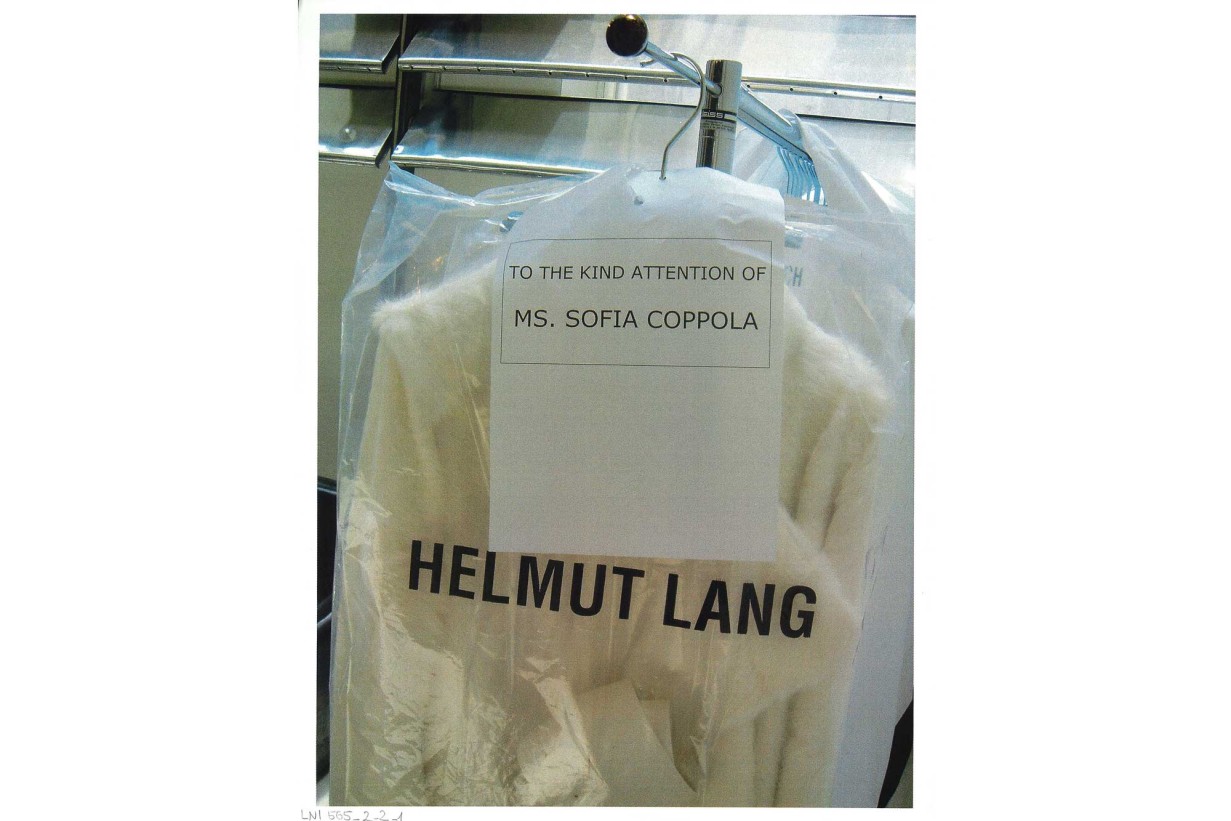 TO THE KIND ATTENTION OF
MS. SOFIA COPPOLA
HELMUT LANG
LNI 565_2_2_1